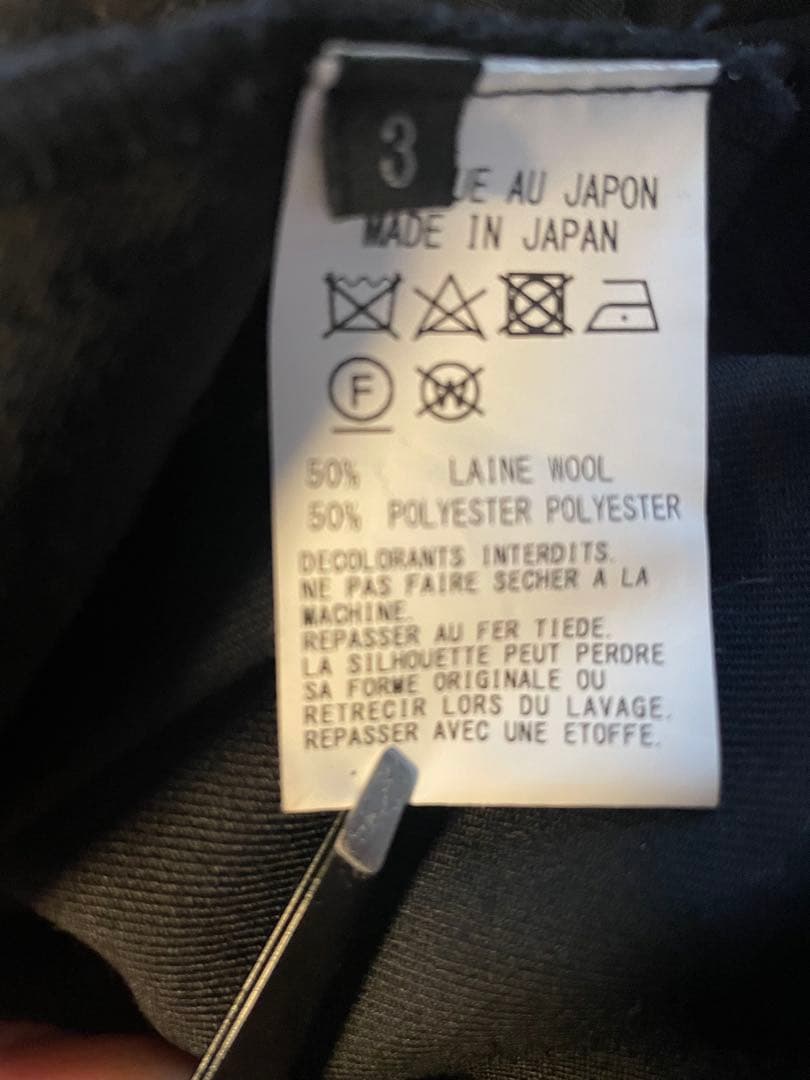 3
AU JAPON
MADE IN JAPAN
F
W
50% LAINE WOOL
50% POLYESTER POLYESTER
DECOLORANTS INTERDITS.
NE PAS FAIRE SECHER A LA
MACHINE.
REPASSER AU FER TIEDE.
LA SILHOUETTE PEUT PERDRE
SA FORME ORIGINALE OU
RETRECIR LORS DU LAVAGE.
REPASSER AVEC UNE ETOFFE.